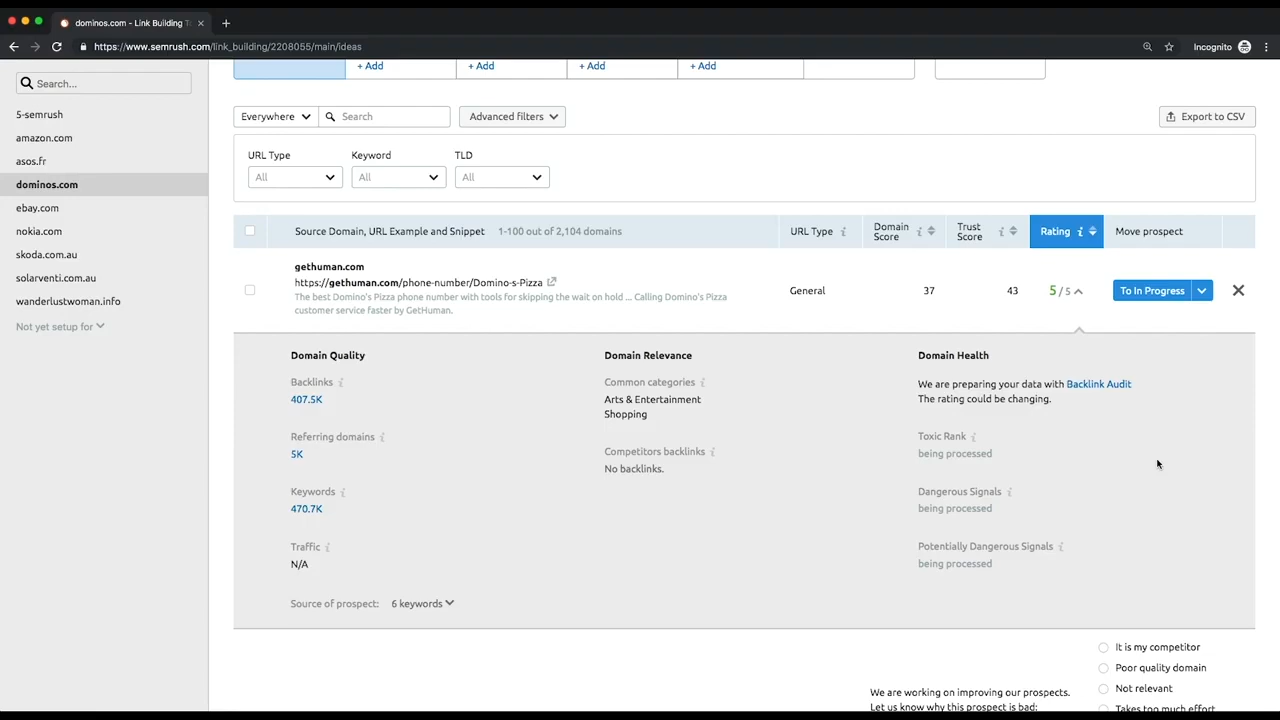 dominos.com - Link Building T
https://www.semrush.com/link_building/2208055/main/ideas
Incognito
Search...
5-semrush
amazon.com
asos.fr
dominos.com
ebay.com
nokia.com
skoda.com.au
solarventi.com.au
wanderlustwoman.info
Not yet setup for
+ Add + Add + Add + Add
Everywhere Search Advanced filters Export to CSV
URL Type Keyword TLD
All All All
Source Domain, URL Example and Snippet 1-100 out of 2,104 domains URL Type i Domain Score i Trust Score i Rating i Move prospect
gethuman.com
https://gethuman.com/phone-number/Domino-s-Pizza
The best Domino's Pizza phone number with tools for skipping the wait on hold ... Calling Domino's Pizza
customer service faster by GetHuman.
General 37 43 5 / 5 To In Progress
Domain Quality
Backlinks i
407.5K
Referring domains i
5K
Keywords i
470.7K
Traffic i
N/A
Source of prospect: 6 keywords
Domain Relevance
Common categories i
Arts & Entertainment
Shopping
Competitors backlinks i
No backlinks.
Domain Health
We are preparing your data with Backlink Audit
The rating could be changing.
Toxic Rank i
being processed
Dangerous Signals i
being processed
Potentially Dangerous Signals i
being processed
We are working on improving our prospects.
Let us know why this prospect is bad:
It is my competitor
Poor quality domain
Not relevant
Takes too much effort